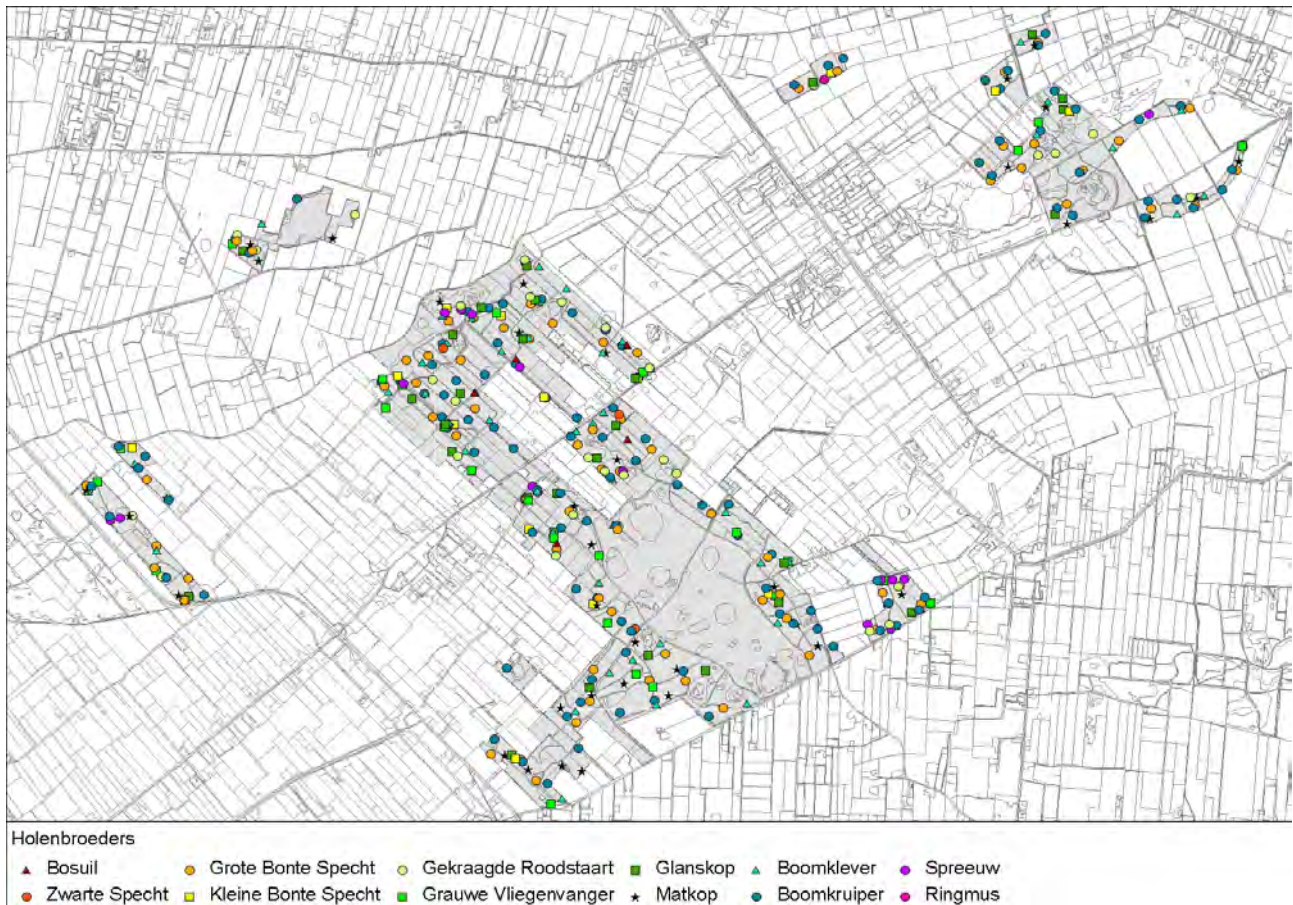 Holenbroeders
Bosuil Grote Bonte Specht Gekraagde Roodstaart Glanskop Boomklever Spreeuw
Zwarte Specht Kleine Bonte Specht Grauwe Vliegenvanger Matkop Boomkruiper Ringmus